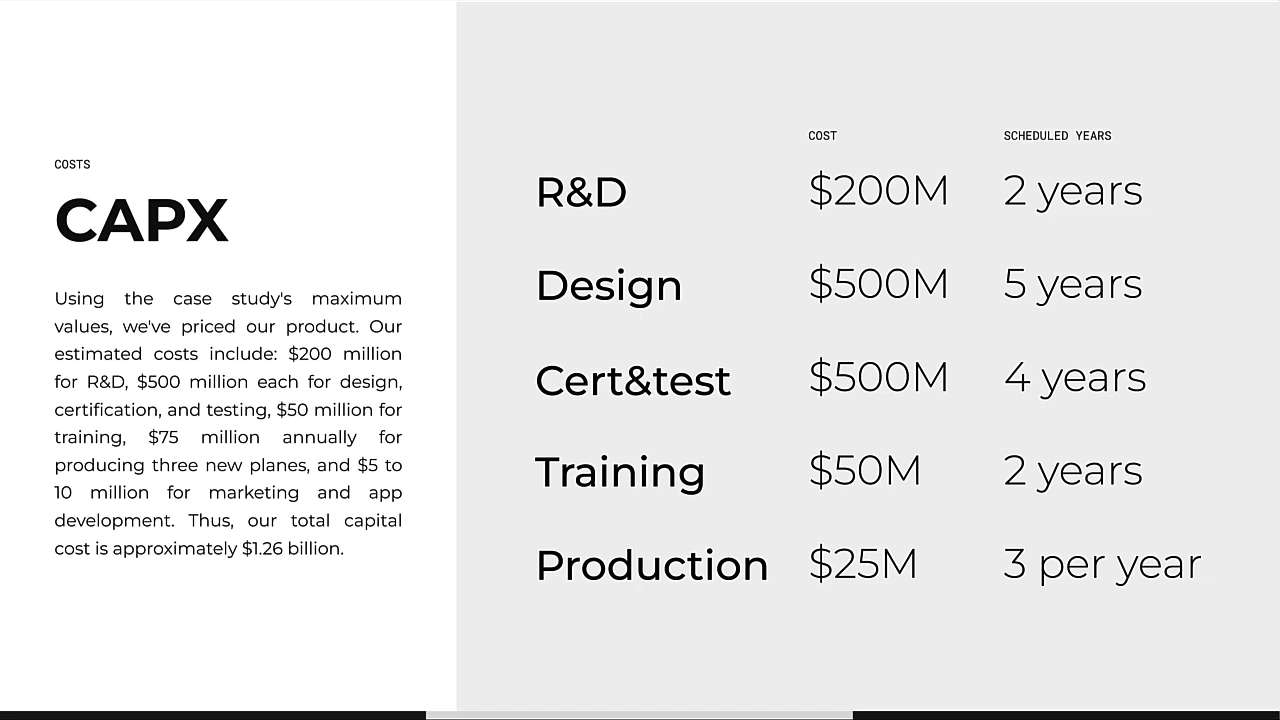 COSTS
CAPX
Using the case study's maximum
values, we've priced our product. Our
estimated costs include: $200 million
for R&D, $500 million each for design,
certification, and testing, $50 million for
training, $75 million annually for
producing three new planes, and $5 to
10 million for marketing and app
development. Thus, our total capital
cost is approximately $1.26 billion.
COST SCHEDULED YEARS
R&D $200M 2 years
Design $500M 5 years
Cert&test $500M 4 years
Training $50M 2 years
Production $25M 3 per year